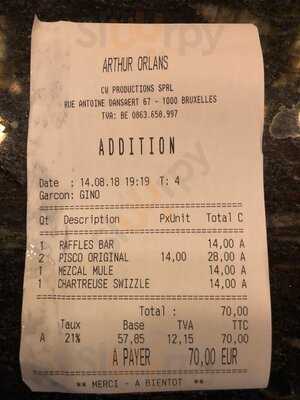 ARTHUR ORLANS
CW PRODUCTIONS SPRL
RUE ANTOINE DANSAERT 67 - 1000 BRUXELLES
TVA: BE 0863.658.997
ADDITION
Date : 14.08.18 19:19 T: 4
Garcon: GINO
Qt Description PxUnit Total C
1 RAFFLES BAR 14,00 A
2 PISCO ORIGINAL 14,00 28,00 A
1 MEZCAL MULE 14,00 A
1 CHARTREUSE SWIZZLE 14,00 A
Total : 70,00
Taux Base TVA TTC
A 21% 57,85 12,15 70,00
A PAYER 70,00 EUR
** MERCI - A BIENTOT **